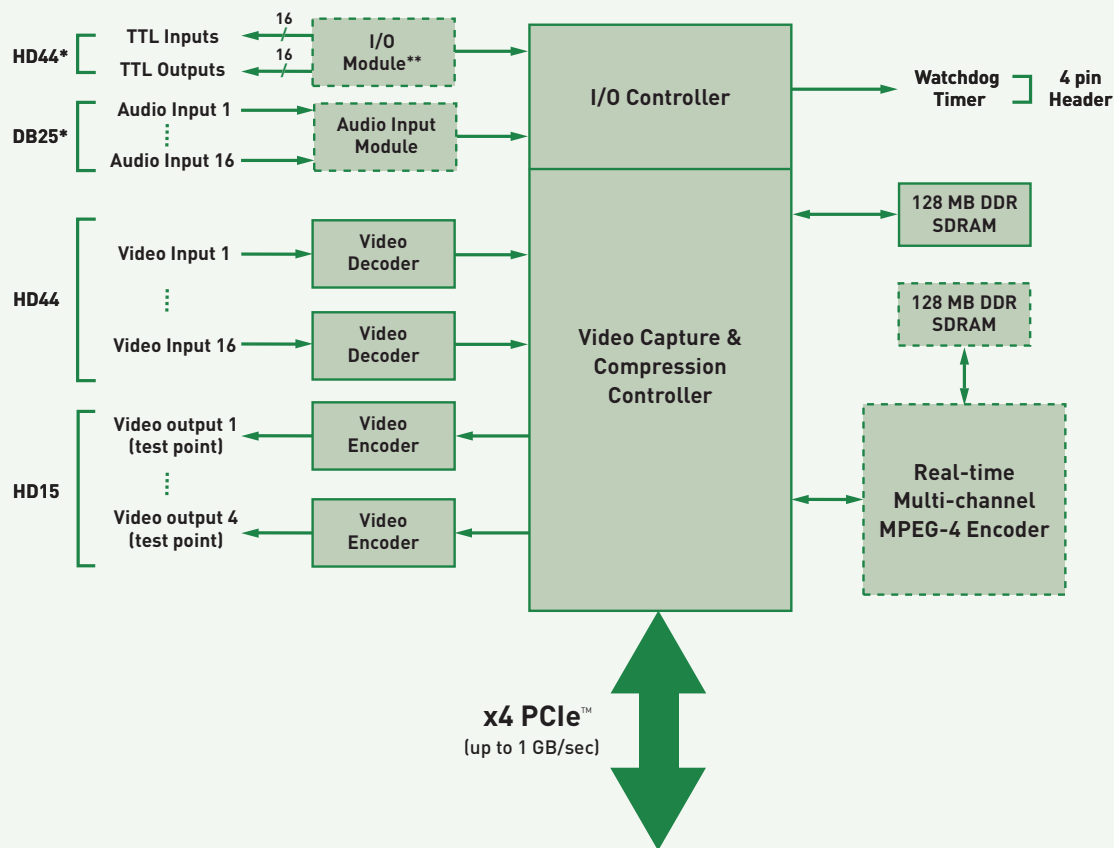 HD44*
TTL Inputs
16
TTL Outputs
16
I/O
Module**
DB25*
Audio Input 1
Audio Input 16
Audio Input
Module
I/O Controller
Watchdog
Timer
4 pin
Header
HD44
Video Input 1
Video
Decoder
Video Input 16
Video
Decoder
HD15
Video output 1
(test point)
Video
Encoder
Video output 4
(test point)
Video
Encoder
Video Capture &
Compression
Controller
128 MB DDR
SDRAM
128 MB DDR
SDRAM
Real-time
Multi-channel
MPEG-4 Encoder
x4 PCIe™
(up to 1 GB/sec)